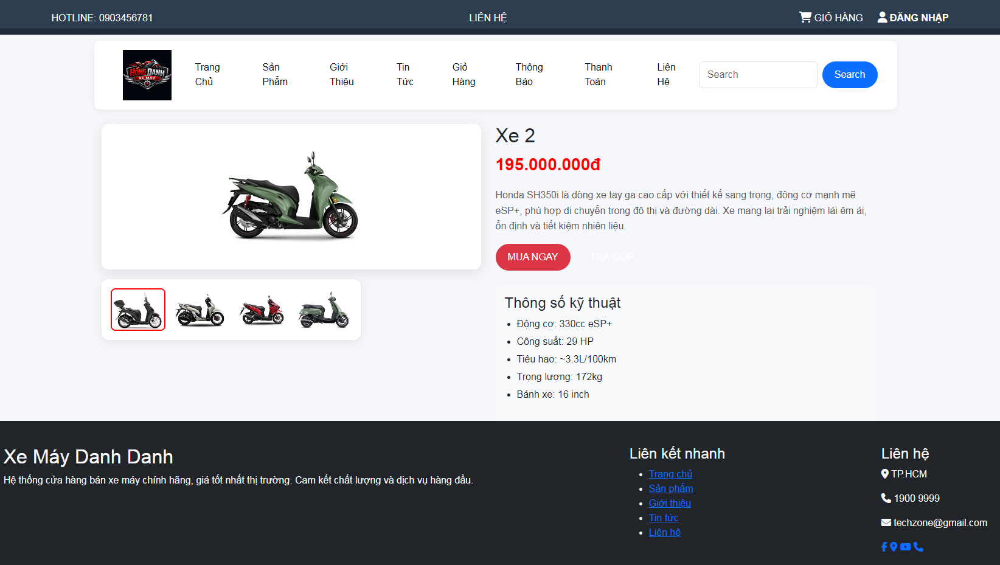 HOTLINE: 0903456781
LIÊN HỆ
GIỎ HÀNG
ĐĂNG NHẬP
HỒNG DANH
XE MÁY
Trang Chủ
Sản Phẩm
Giới Thiệu
Tin Tức
Giỏ Hàng
Thông Báo
Thanh Toán
Liên Hệ
Search
Search
Xe 2
195.000.000đ
Honda SH350i là dòng xe tay ga cao cấp với thiết kế sang trọng, động cơ mạnh mẽ
eSP+, phù hợp di chuyển trong đô thị và đường dài. Xe mang lại trải nghiệm lái êm ái,
ổn định và tiết kiệm nhiên liệu.
MUA NGAY
TRẢ GÓP
Thông số kỹ thuật
Động cơ: 330cc eSP+
Công suất: 29 HP
Tiêu hao: ~3.3L/100km
Trọng lượng: 172kg
Bánh xe: 16 inch
Xe Máy Danh Danh
Hệ thống cửa hàng bán xe máy chính hãng, giá tốt nhất thị trường. Cam kết chất lượng và dịch vụ hàng đầu.
Liên kết nhanh
Trang chủ
Sản phẩm
Giới thiệu
Tin tức
Liên hệ
Liên hệ
TP.HCM
1900 9999
techzone@gmail.com